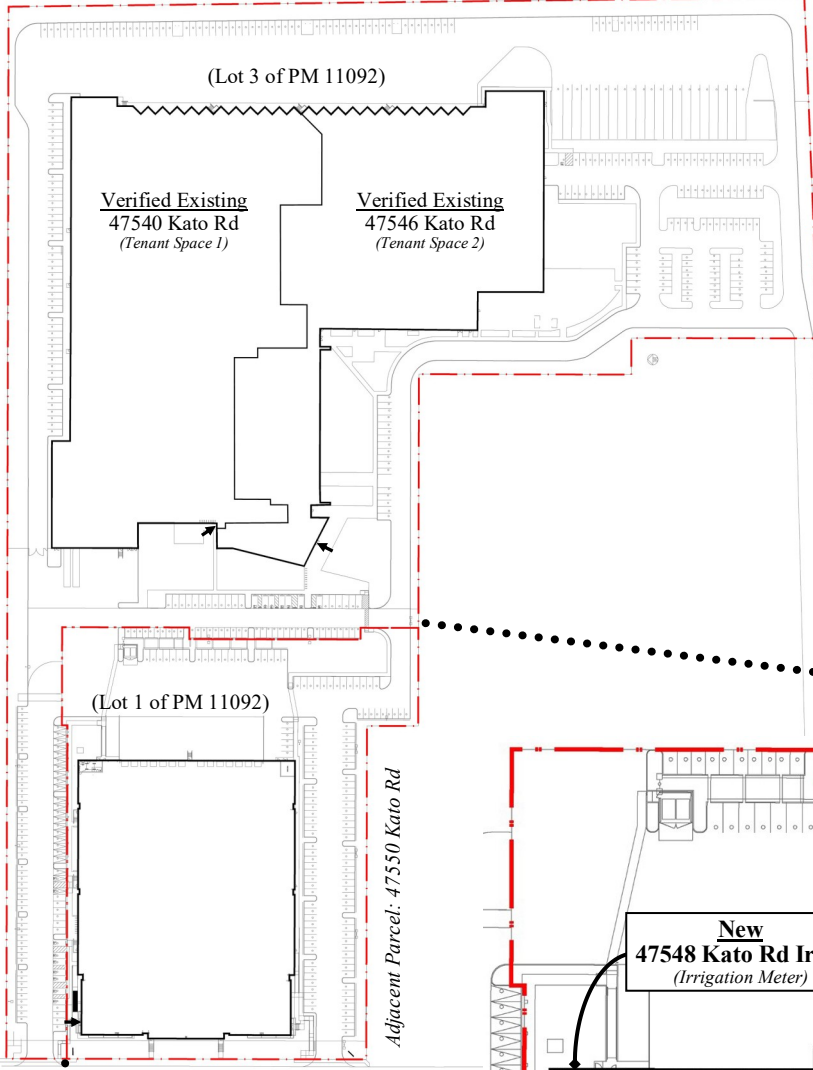 (Lot 3 of PM 11092)
Verified Existing
47540 Kato Rd
(Tenant Space 1)
Verified Existing
47546 Kato Rd
(Tenant Space 2)
(Lot 1 of PM 11092)
Adjacent Parcel: 47550 Kato Rd
New
47548 Kato Rd Ir
(Irrigation Meter)